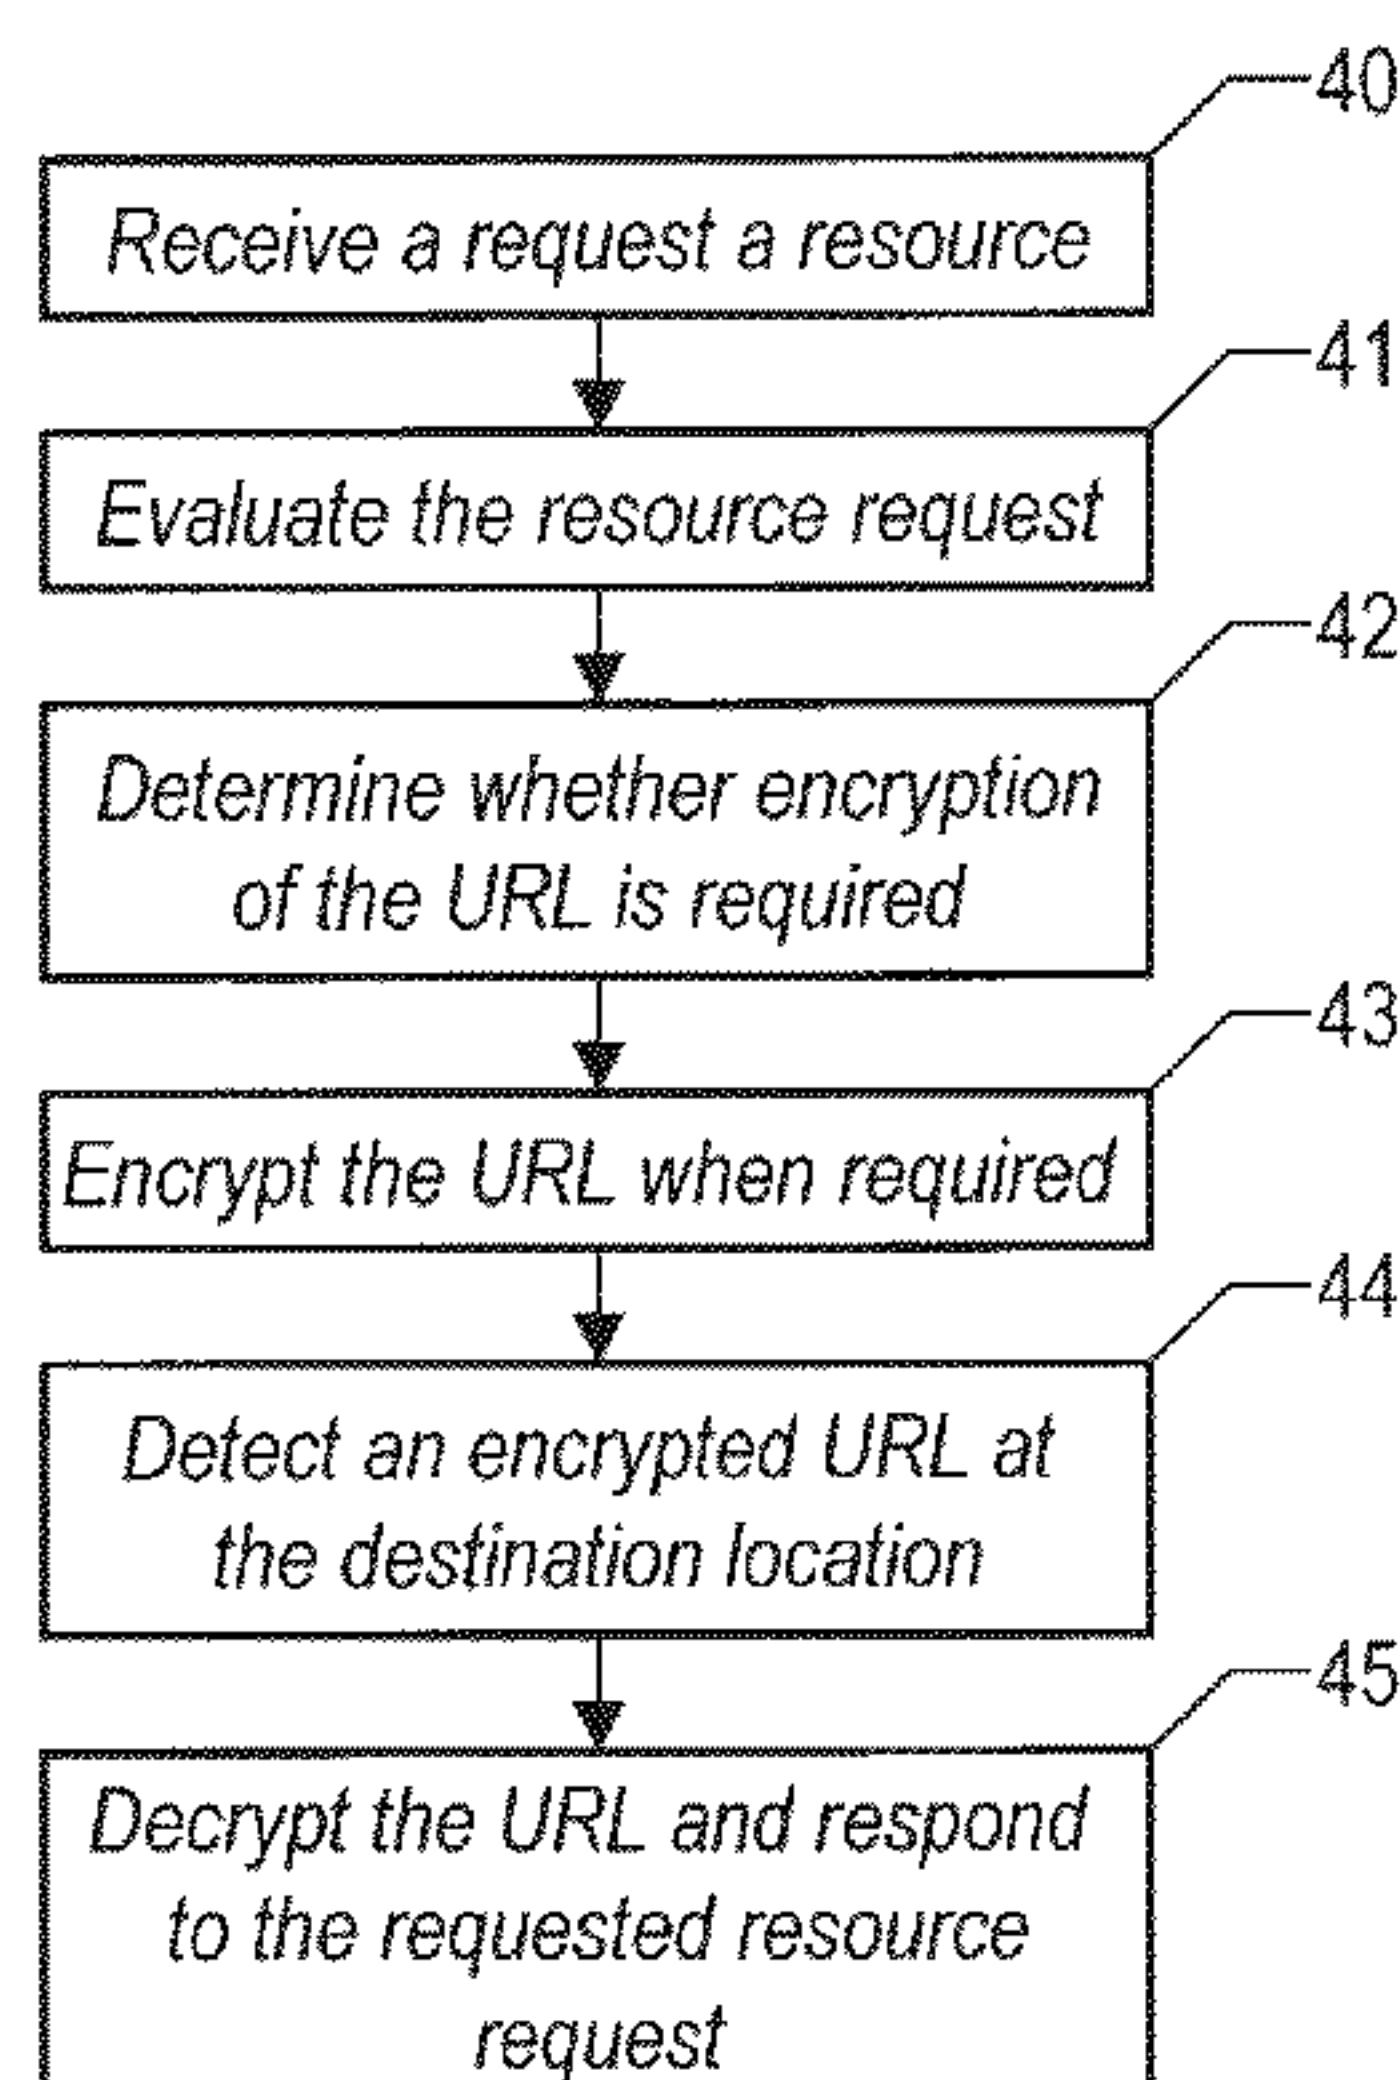 40
Receive a request a resource
41
Evaluate the resource request
42
Determine whether encryption
of the URL is required
43
Encrypt the URL when required
44
Detect an encrypted URL at
the destination location
45
Decrypt the URL and respond
to the requested resource
request